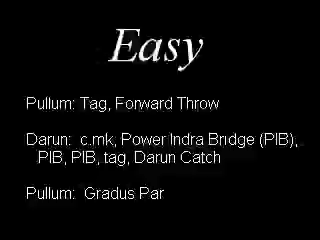 Easy
Pullum: Tag, Forward Throw
Darun: c.mk, Power Indra Bridge (PIB),
PIB, PIB, tag, Darun Catch
Pullum: Gradus Par